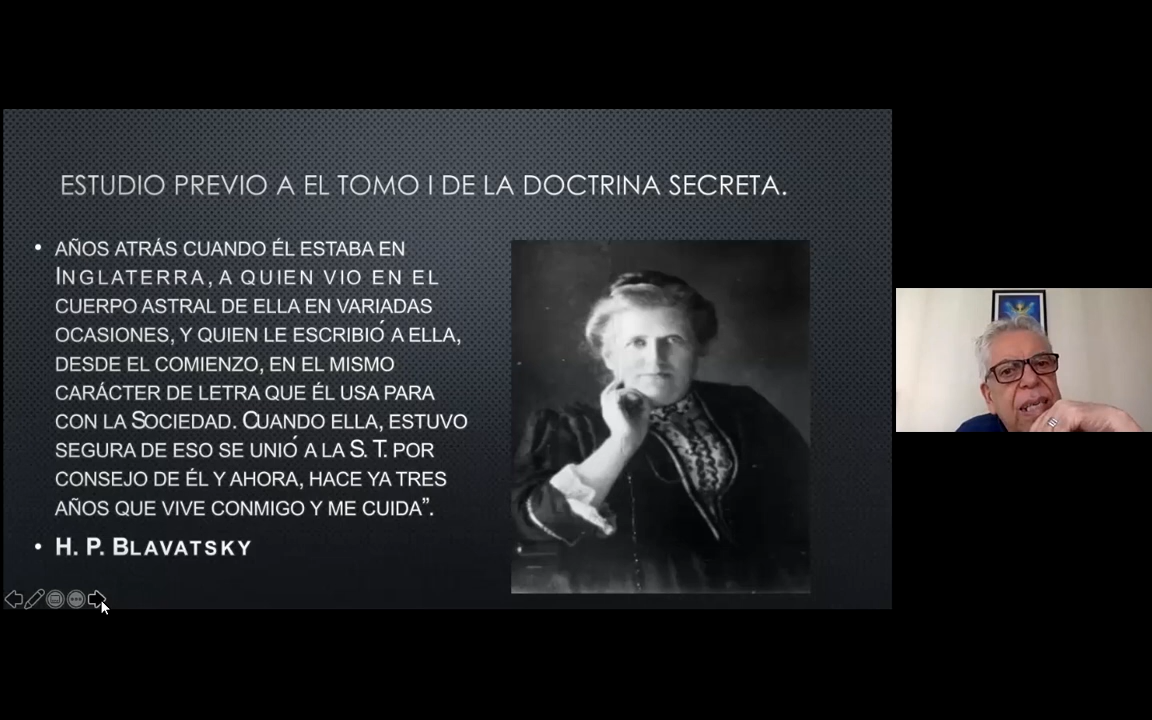 ESTUDIO PREVIO A EL TOMO I DE LA DOCTRINA SECRETA.
• AÑOS ATRÁS CUANDO ÉL ESTABA EN
INGLATERRA, A QUIEN VIO EN EL
CUERPO ASTRAL DE ELLA EN VARIADAS
OCASIONES, Y QUIEN LE ESCRIBIÓ A ELLA,
DESDE EL COMIENZO, EN EL MISMO
CARÁCTER DE LETRA QUE ÉL USA PARA
CON LA SOCIEDAD. CUANDO ELLA, ESTUVO
SEGURA DE ESO SE UNIÓ A LA S. T. POR
CONSEJO DE ÉL Y AHORA, HACE YA TRES
AÑOS QUE VIVE CONMIGO Y ME CUIDA”.
• H. P. BLAVATSKY